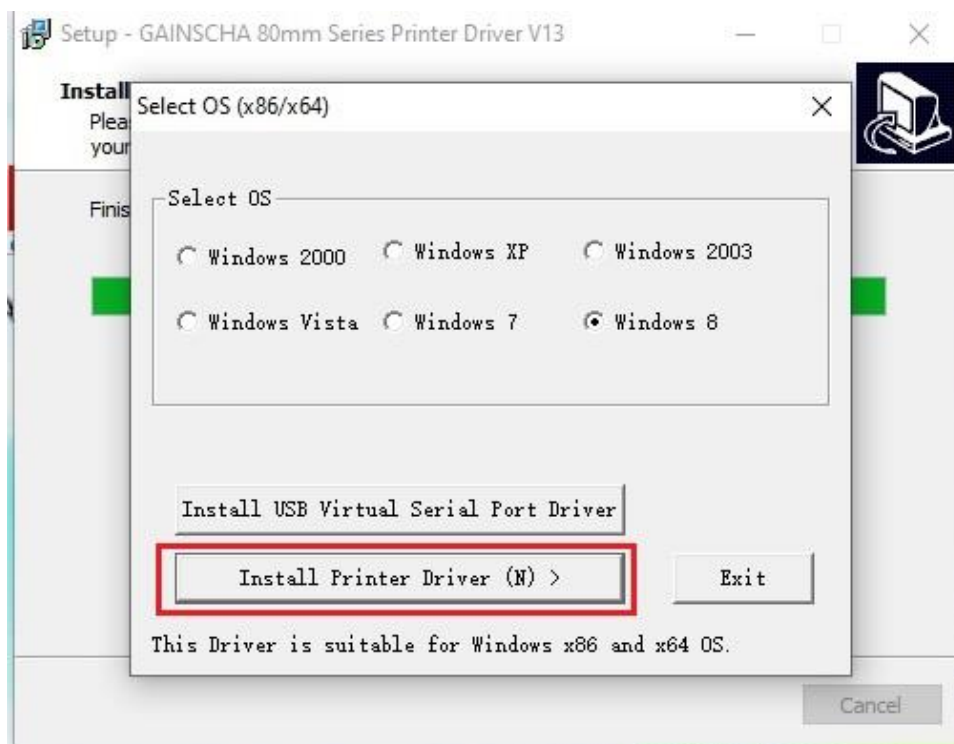 Setup - GAINSCHA 80mm Series Printer Driver V13
Install
Select OS (x86/x64)
Plea
your
Select OS
Finis
Windows 2000 Windows XP Windows 2003
Windows Vista Windows 7 Windows 8
Install USB Virtual Serial Port Driver
Install Printer Driver (N) > Exit
This Driver is suitable for Windows x86 and x64 OS.
Cancel